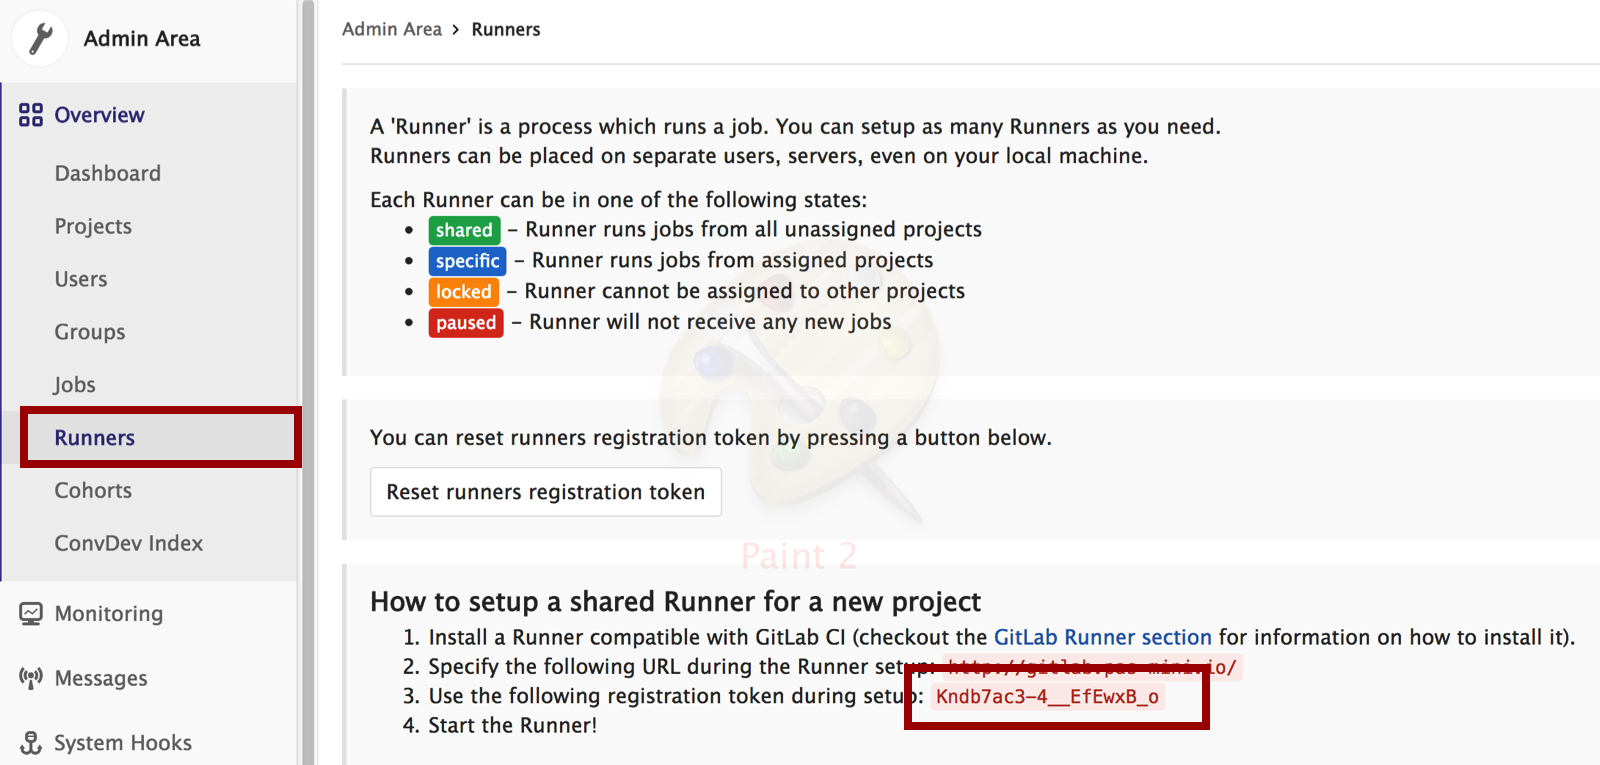 Admin Area
Admin Area > Runners
Overview
Dashboard
Projects
Users
Groups
Jobs
Runners
Cohorts
ConvDev Index
Monitoring
Messages
System Hooks
A 'Runner' is a process which runs a job. You can setup as many Runners as you need.
Runners can be placed on separate users, servers, even on your local machine.
Each Runner can be in one of the following states:
• shared – Runner runs jobs from all unassigned projects
• specific – Runner runs jobs from assigned projects
• locked – Runner cannot be assigned to other projects
• paused – Runner will not receive any new jobs
You can reset runners registration token by pressing a button below.
Reset runners registration token
Paint 2
How to setup a shared Runner for a new project
1. Install a Runner compatible with GitLab CI (checkout the GitLab Runner section for information on how to install it).
2. Specify the following URL during the Runner setup: http://gitlab.pas-mini.io/
3. Use the following registration token during setup: Kndb7ac3-4__EfEwxB_o
4. Start the Runner!